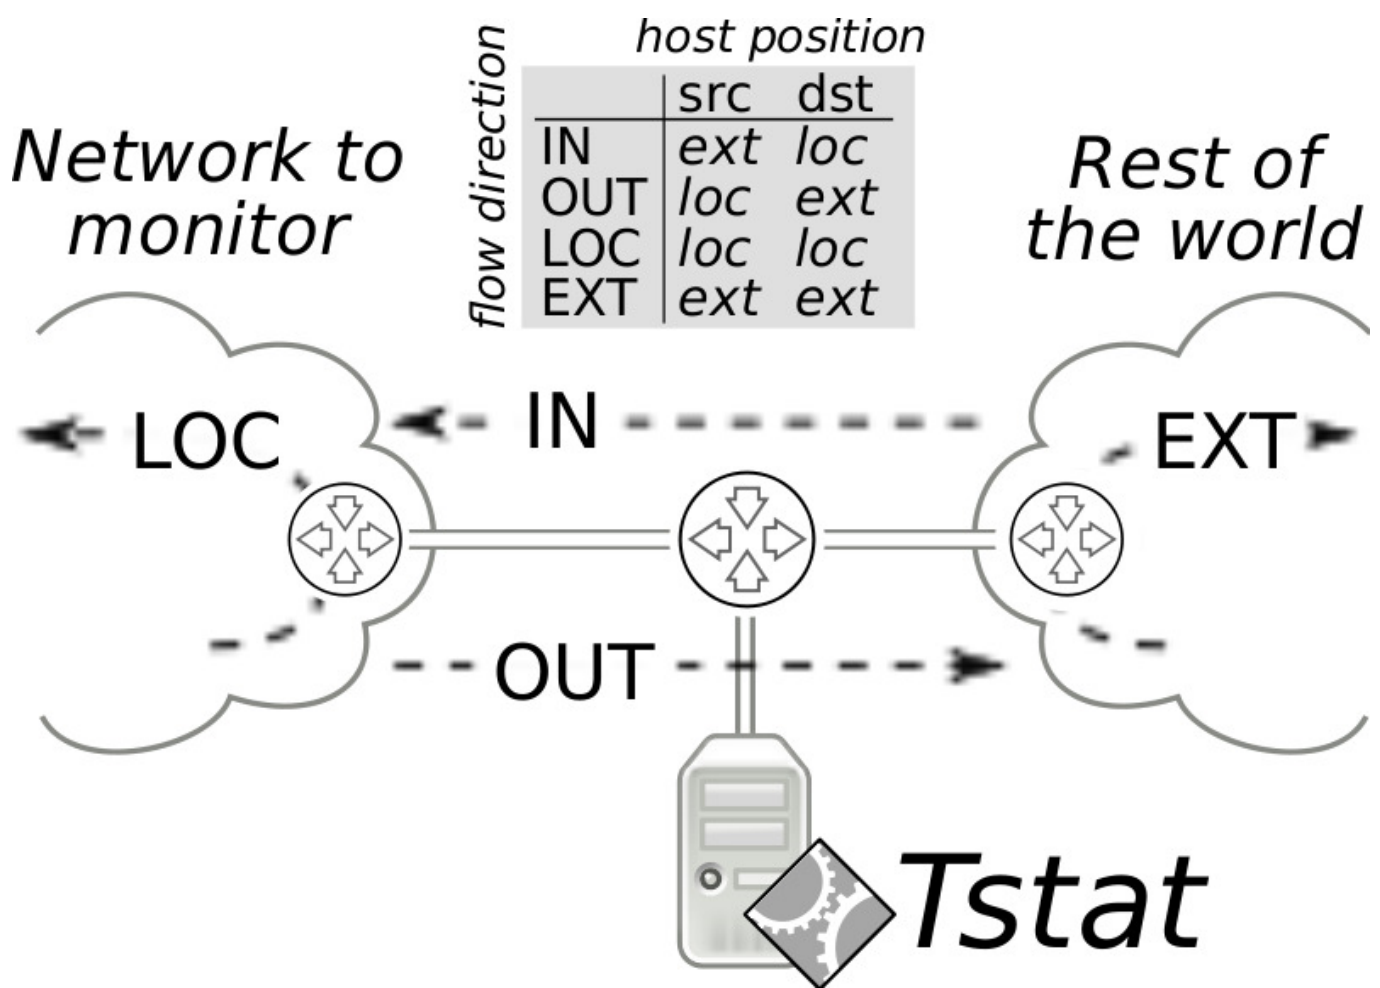 host position
flow direction
src dst
IN ext loc
OUT loc ext
LOC loc loc
EXT ext ext
Network to
monitor
Rest of
the world
LOC
IN
EXT
OUT
Tstat